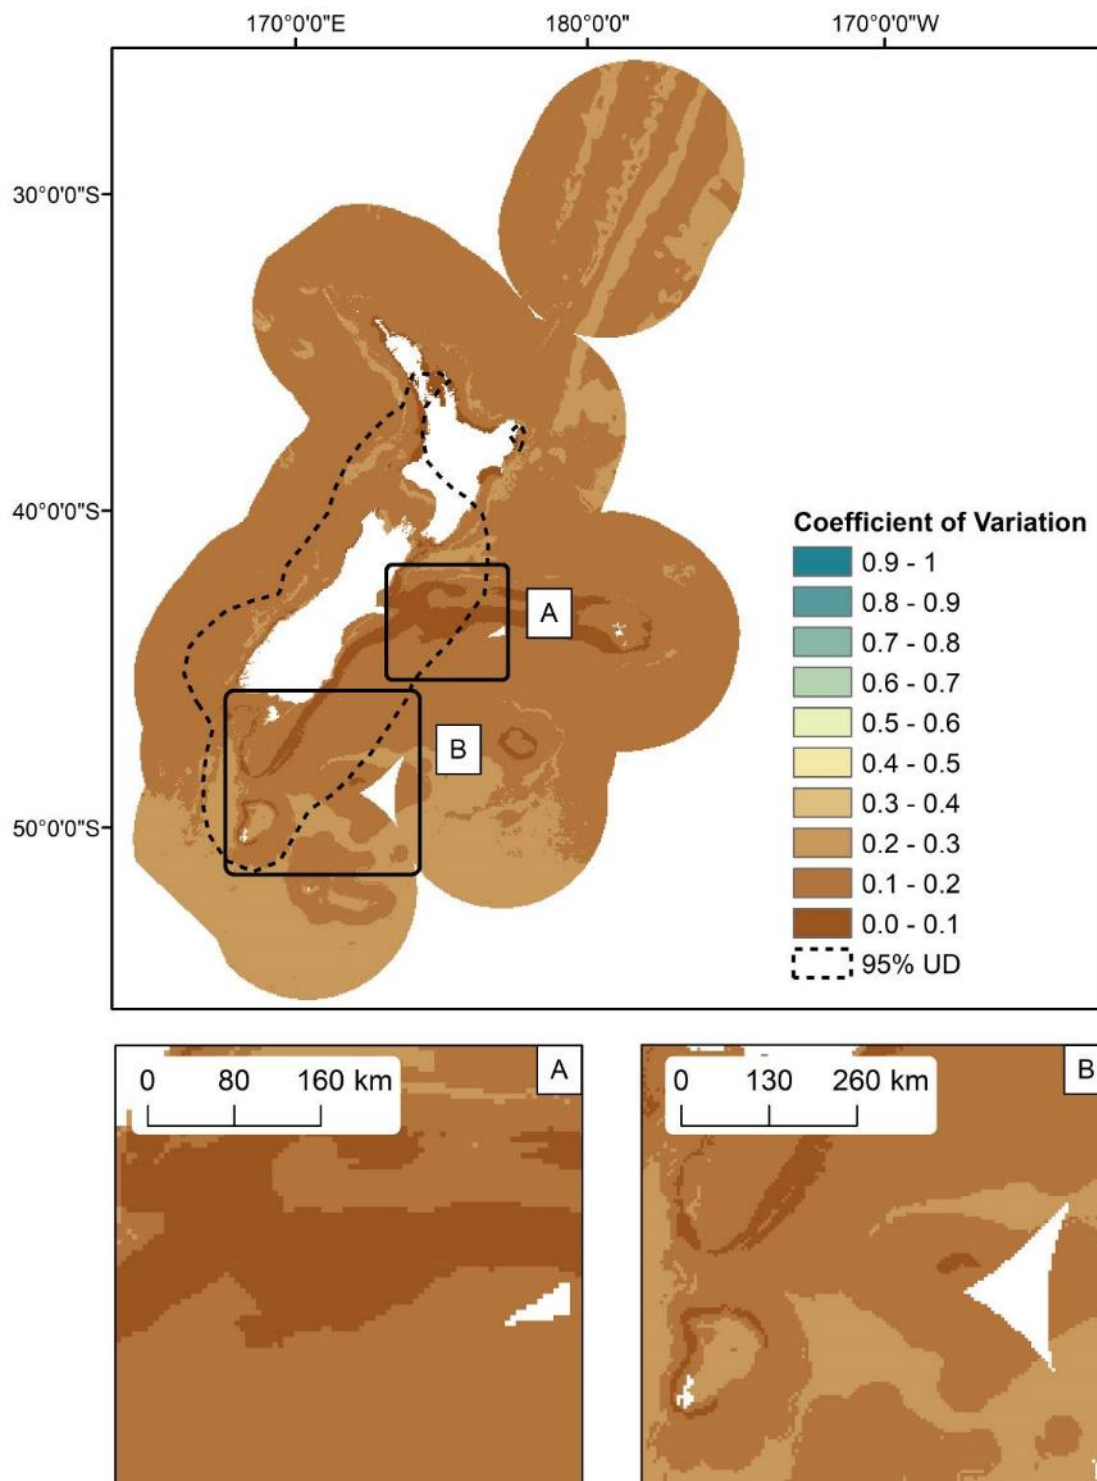 170°0'0"E
180°0'0"
170°0'0"W
30°0'0"S
40°0'0"S
50°0'0"S
A
B
Coefficient of Variation
0.9 - 1
0.8 - 0.9
0.7 - 0.8
0.6 - 0.7
0.5 - 0.6
0.4 - 0.5
0.3 - 0.4
0.2 - 0.3
0.1 - 0.2
0.0 - 0.1
95% UD
0 80 160 km
A
0 130 260 km
B